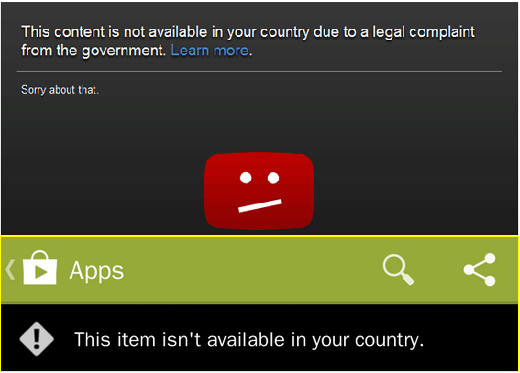 This content is not available in your country due to a legal complaint
from the government. Learn more.
Sorry about that.
Apps
This item isn't available in your country.